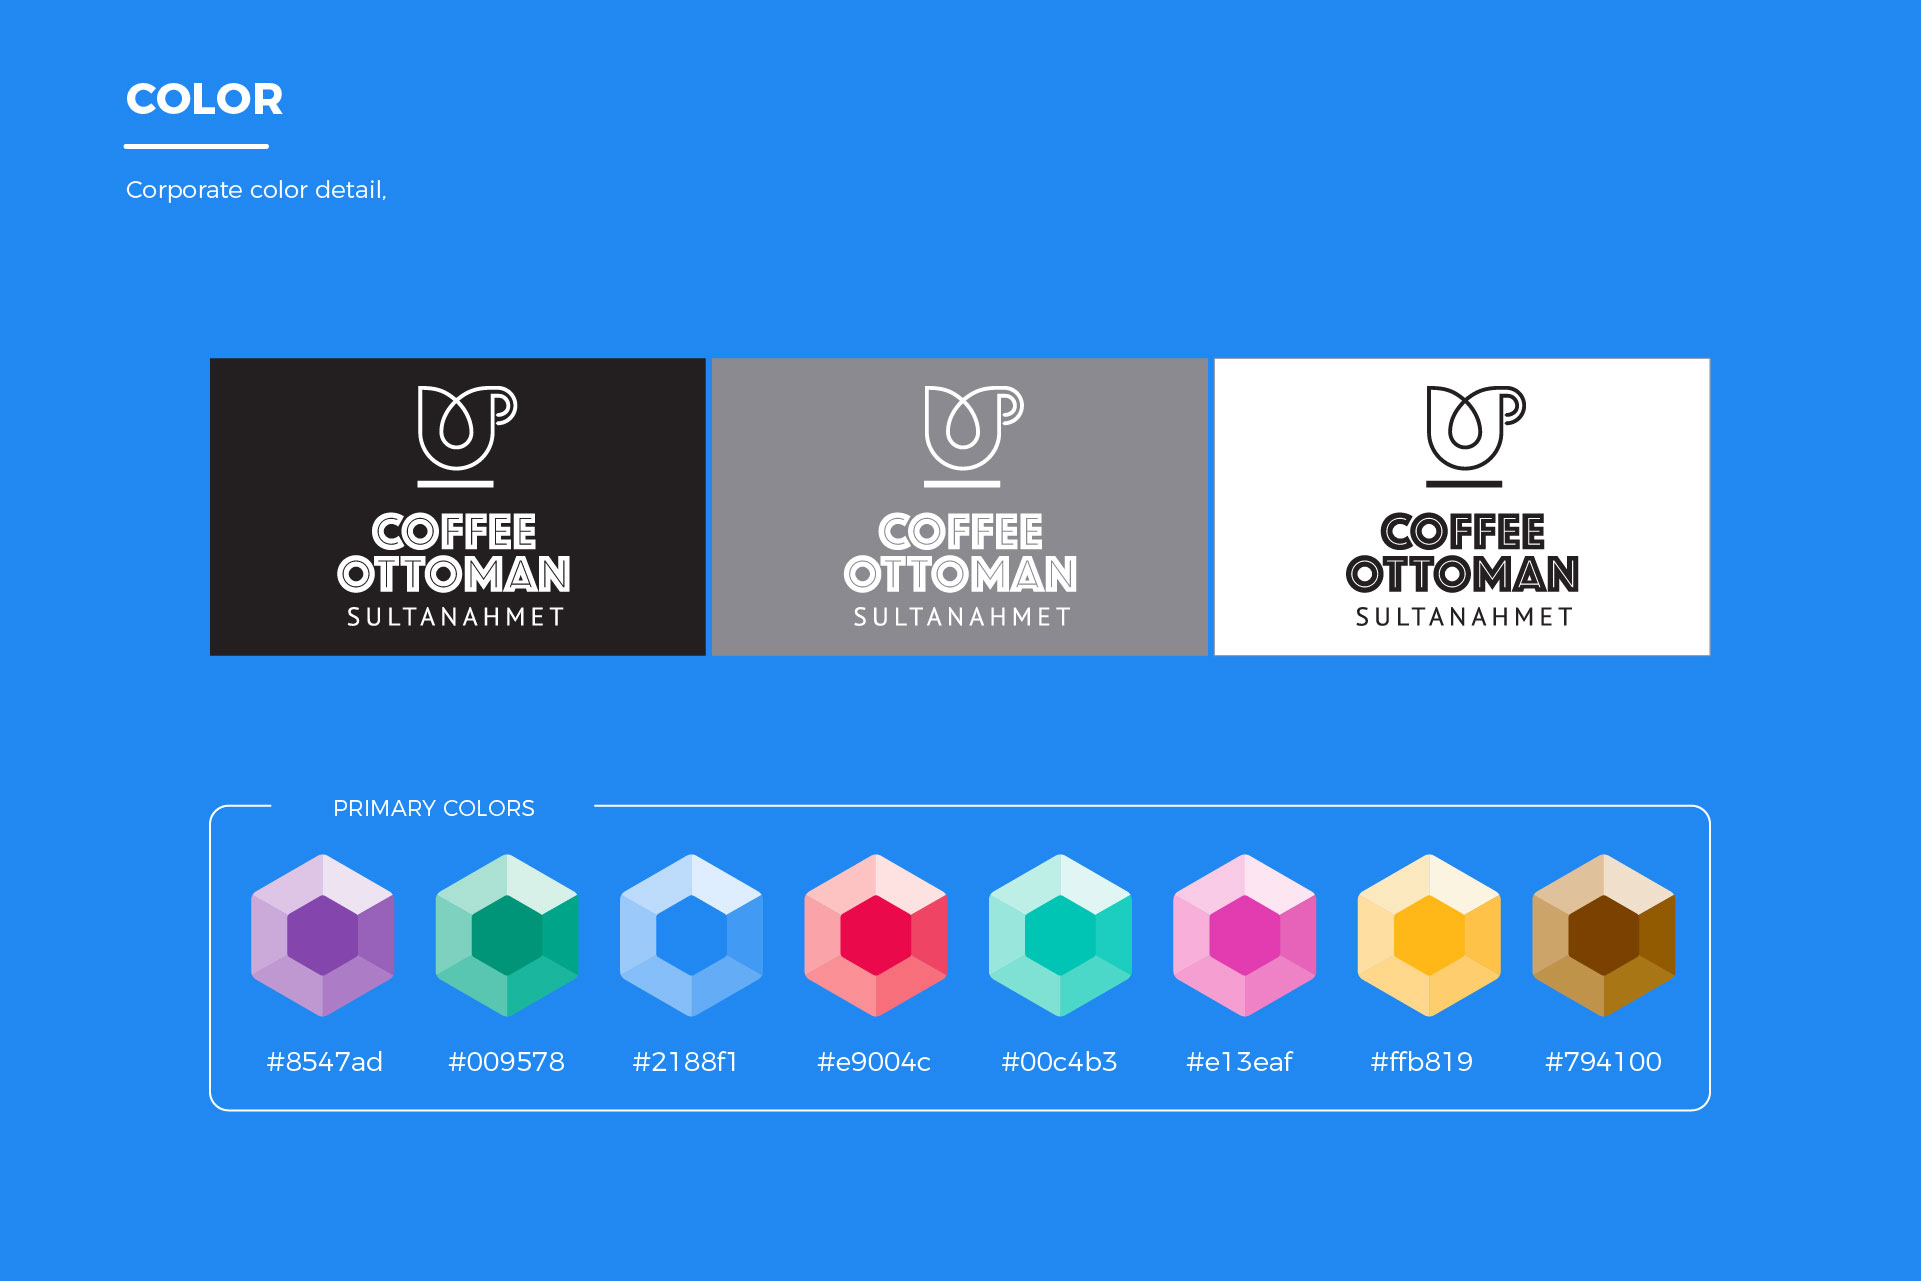 COLOR
Corporate color detail,
COFFEE
OTTOMAN
SULTANAHMET
COFFEE
OTTOMAN
SULTANAHMET
COFFEE
OTTOMAN
SULTANAHMET
PRIMARY COLORS
#8547ad
#009578
#2188f1
#e9004c
#00c4b3
#e13eaf
#ffb819
#794100